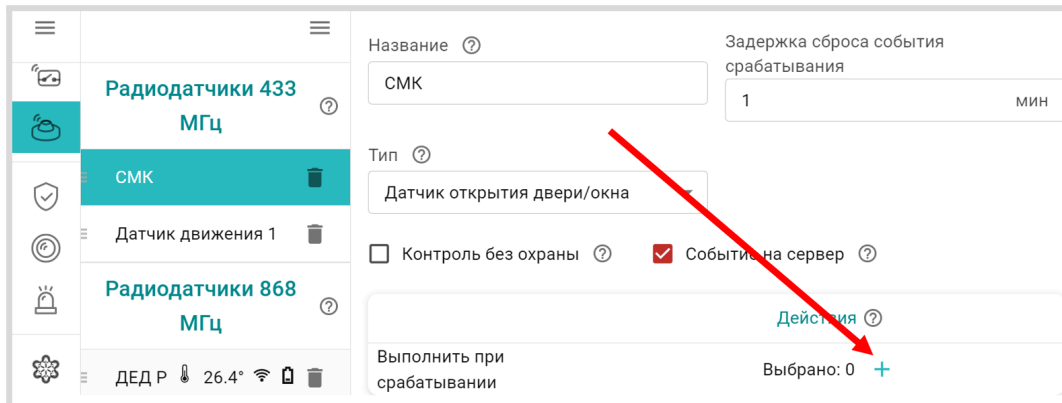 Радиодатчики 433
МГц
СМК
Датчик движения 1
Радиодатчики 868
МГц
ДЕД Р 26.4°
Название
СМК
Задержка сброса события
срабатывания
1 мин
Тип
Датчик открытия двери/окна
Контроль без охраны
Событие на сервер
Действия
Выполнить при
срабатывании
Выбрано: 0 +